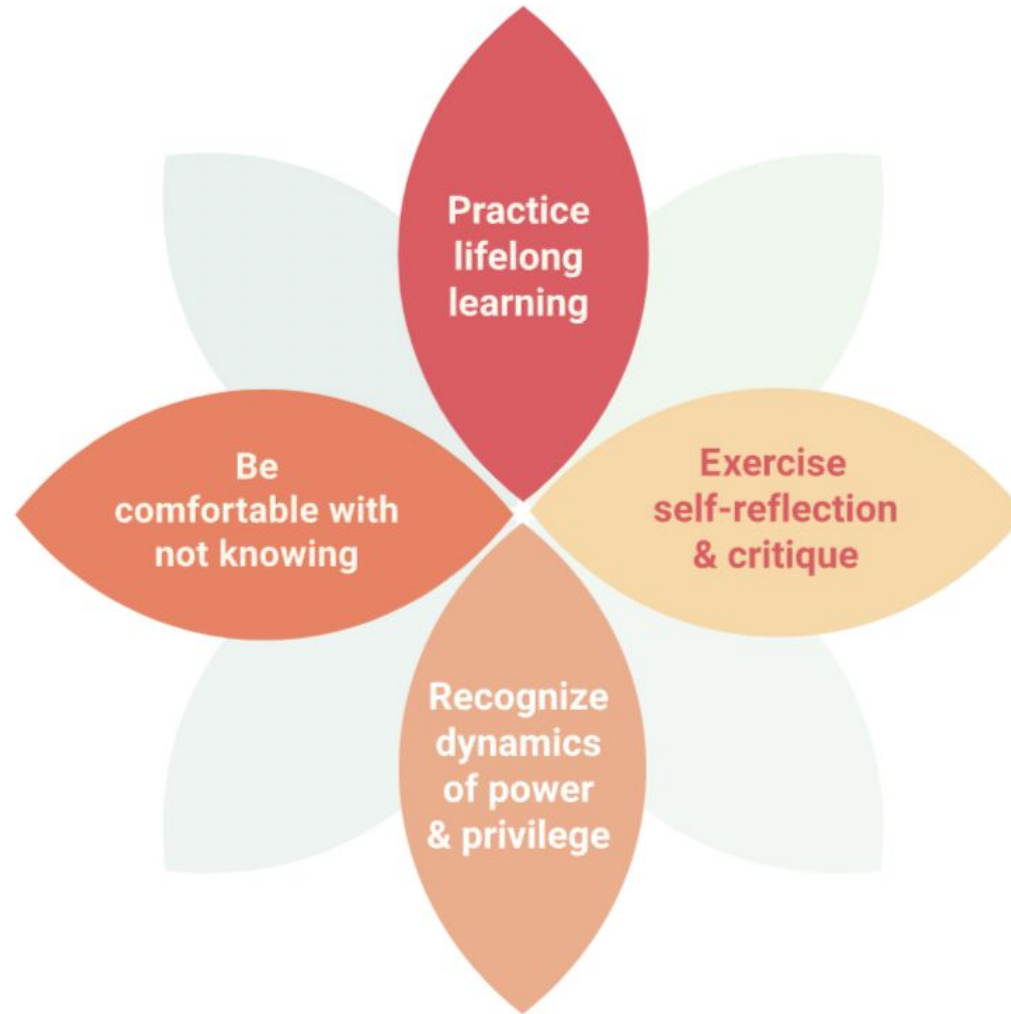 Practice
lifelong
learning
Be
comfortable with
not knowing
Exercise
self-reflection
& critique
Recognize
dynamics
of power
& privilege